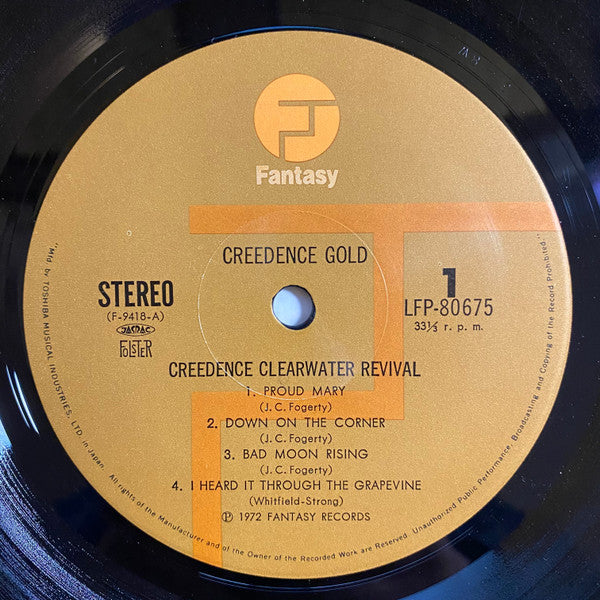 Fantasy
CREEDENCE GOLD
STEREO
(F-9418-A)
JASRAC
FOLSTER
1
LFP-80675
33⅓ r. p. m.
CREEDENCE CLEARWATER REVIVAL
1. PROUD MARY
(J. C. Fogerty)
2. DOWN ON THE CORNER
(J. C. Fogerty)
3. BAD MOON RISING
(J. C. Fogerty)
4. I HEARD IT THROUGH THE GRAPEVINE
(Whitfield-Strong)
℗ 1972 FANTASY RECORDS
"Mfd by TOSHIBA MUSICAL INDUSTRIES, LTD. in Japan. All rights of the Manufacturer and of the Owner of the Recorded Work are Reserved. Unauthorized Public Performance, Broadcasting and Copying of the Record Prohibited."